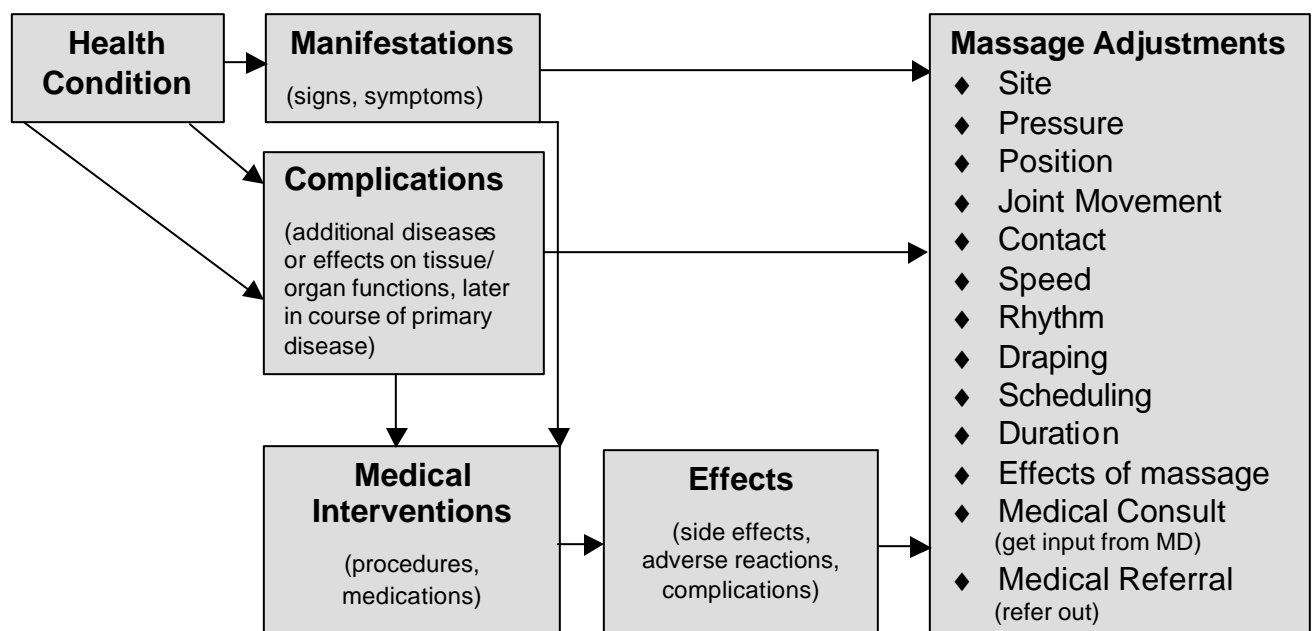 Health
Condition
Manifestations
(signs, symptoms)
Complications
(additional diseases
or effects on tissue/
organ functions, later
in course of primary
disease)
Medical
Interventions
(procedures,
medications)
Effects
(side effects,
adverse reactions,
complications)
Massage Adjustments
♦ Site
♦ Pressure
♦ Position
♦ Joint Movement
♦ Contact
♦ Speed
♦ Rhythm
♦ Draping
♦ Scheduling
♦ Duration
♦ Effects of massage
♦ Medical Consult
(get input from MD)
♦ Medical Referral
(refer out)